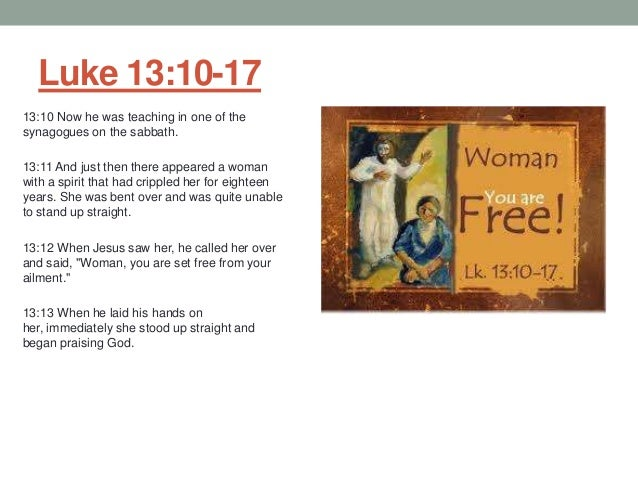 Luke 13:10-17
13:10 Now he was teaching in one of the
synagogues on the sabbath.
13:11 And just then there appeared a woman
with a spirit that had crippled her for eighteen
years. She was bent over and was quite unable
to stand up straight.
13:12 When Jesus saw her, he called her over
and said, "Woman, you are set free from your
ailment."
13:13 When he laid his hands on
her, immediately she stood up straight and
began praising God.
Woman
You are
Free!
Lk. 13:10-17